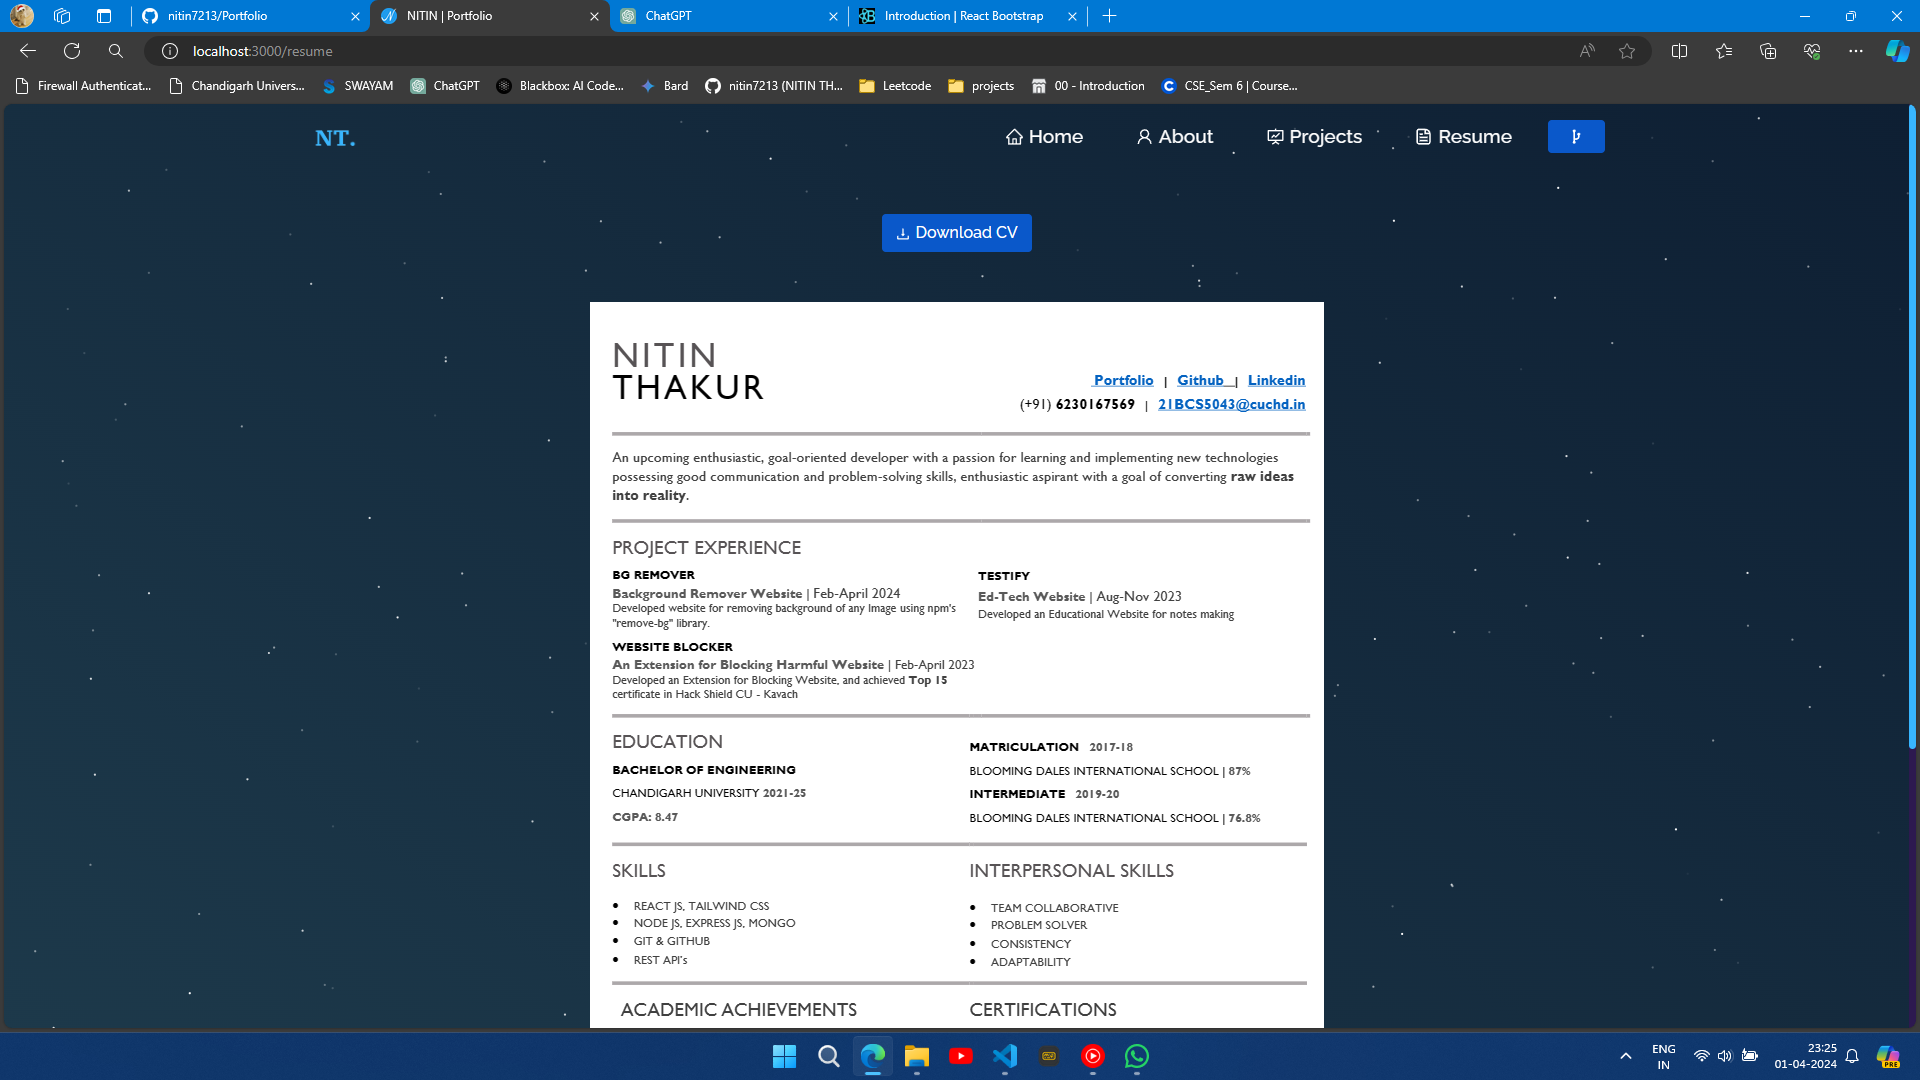 nitin7213/Portfolio
NITIN | Portfolio
ChatGPT
Introduction | React Bootstrap
localhost:3000/resume
Firewall Authenticat...
Chandigarh Univers...
SWAYAM
ChatGPT
Blackbox: AI Code...
Bard
nitin7213 (NITIN TH...
Leetcode
projects
00 - Introduction
CSE_Sem 6 | Course...
NT.
Home
About
Projects
Resume
Download CV
NITIN
THAKUR
Portfolio | Github | Linkedin
(+91) 6230167569 | 21BCS5043@cuchd.in
An upcoming enthusiastic, goal-oriented developer with a passion for learning and implementing new technologies
possessing good communication and problem-solving skills, enthusiastic aspirant with a goal of converting raw ideas
into reality.
PROJECT EXPERIENCE
BG REMOVER
Background Remover Website | Feb-April 2024
Developed website for removing background of any Image using npm's
"remove-bg" library.
WEBSITE BLOCKER
An Extension for Blocking Harmful Website | Feb-April 2023
Developed an Extension for Blocking Website, and achieved Top 15
certificate in Hack Shield CU - Kavach
TESTIFY
Ed-Tech Website | Aug-Nov 2023
Developed an Educational Website for notes making
EDUCATION
BACHELOR OF ENGINEERING
CHANDIGARH UNIVERSITY 2021-25
CGPA: 8.47
MATRICULATION 2017-18
BLOOMING DALES INTERNATIONAL SCHOOL | 87%
INTERMEDIATE 2019-20
BLOOMING DALES INTERNATIONAL SCHOOL | 76.8%
SKILLS
REACT JS, TAILWIND CSS
NODE JS, EXPRESS JS, MONGO
GIT & GITHUB
REST API's
INTERPERSONAL SKILLS
TEAM COLLABORATIVE
PROBLEM SOLVER
CONSISTENCY
ADAPTABILITY
ACADEMIC ACHIEVEMENTS
CERTIFICATIONS
ENG
IN
23:25
01-04-2024
PRE